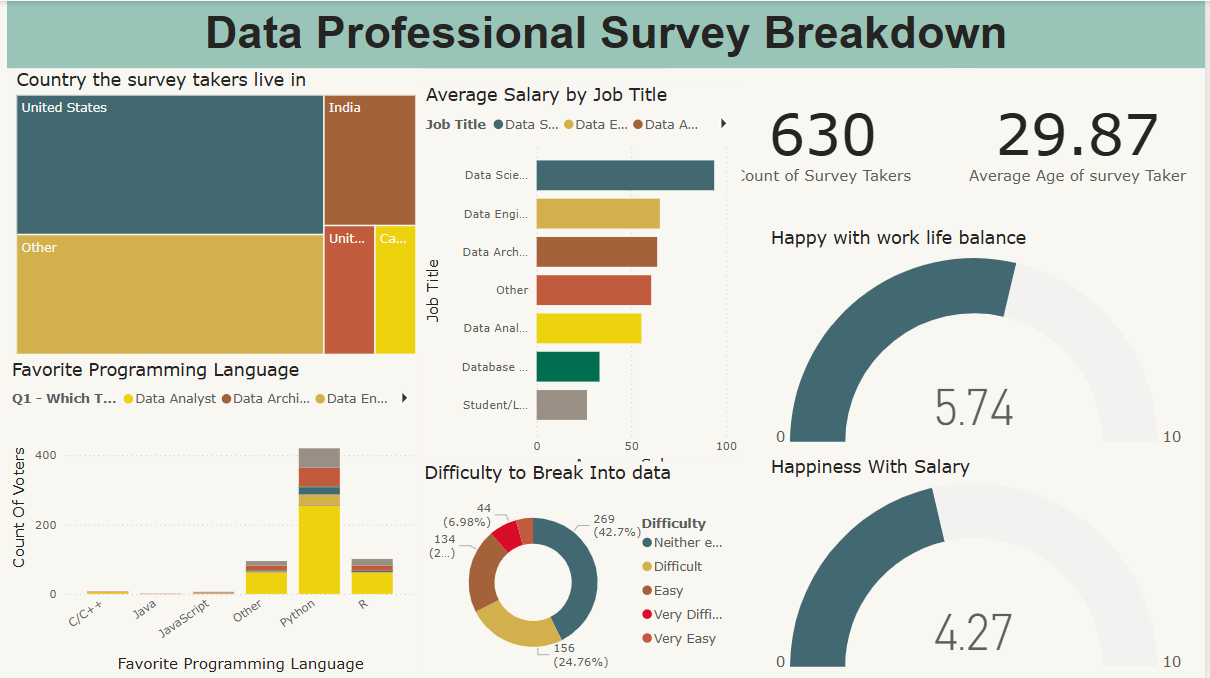 Data Professional Survey Breakdown
Country the survey takers live in
United States
India
Other
Unit...
Ca...
Average Salary by Job Title
Job Title Data S... Data E... Data A...
Data Scie...
Data Engi...
Data Arch...
Other
Data Anal...
Database ...
Student/L...
Job Title
0 50 100
630
Count of Survey Takers
29.87
Average Age of survey Taker
Happy with work life balance
5.74
0
10
Favorite Programming Language
Q1 - Which T... Data Analyst Data Archi... Data En...
Count Of Voters
400
200
0
C/C++
Java
JavaScript
Other
Python
R
Favorite Programming Language
Difficulty to Break Into data
44
(6.98%)
269
(42.7%)
134
(2...)
156
(24.76%)
Difficulty
Neither e...
Difficult
Easy
Very Diffi...
Very Easy
Happiness With Salary
4.27
0
10